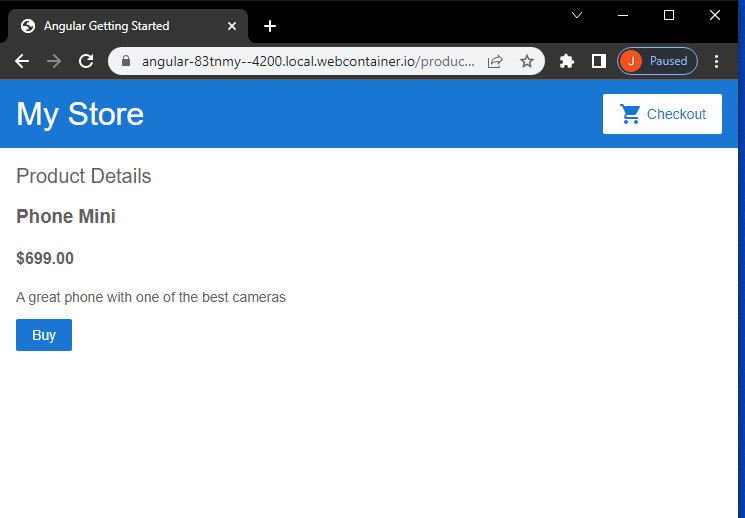 Angular Getting Started
angular-83tnmy--4200.local.webcontainer.io/produc...
J Paused
My Store
Checkout
Product Details
Phone Mini
$699.00
A great phone with one of the best cameras
Buy